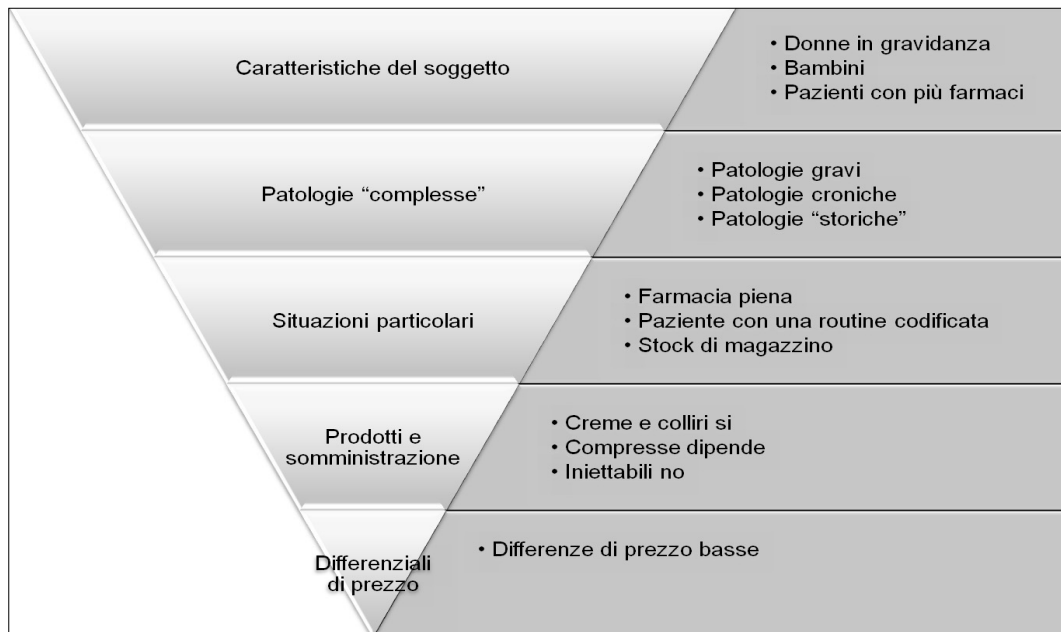 Caratteristiche del soggetto
• Donne in gravidanza
• Bambini
• Pazienti con più farmaci
Patologie “complesse”
• Patologie gravi
• Patologie croniche
• Patologie “storiche”
Situazioni particolari
• Farmacia piena
• Paziente con una routine codificata
• Stock di magazzino
Prodotti e
somministrazione
• Creme e colliri si
• Compresse dipende
• Iniettabili no
Differenziali
di prezzo
• Differenze di prezzo basse